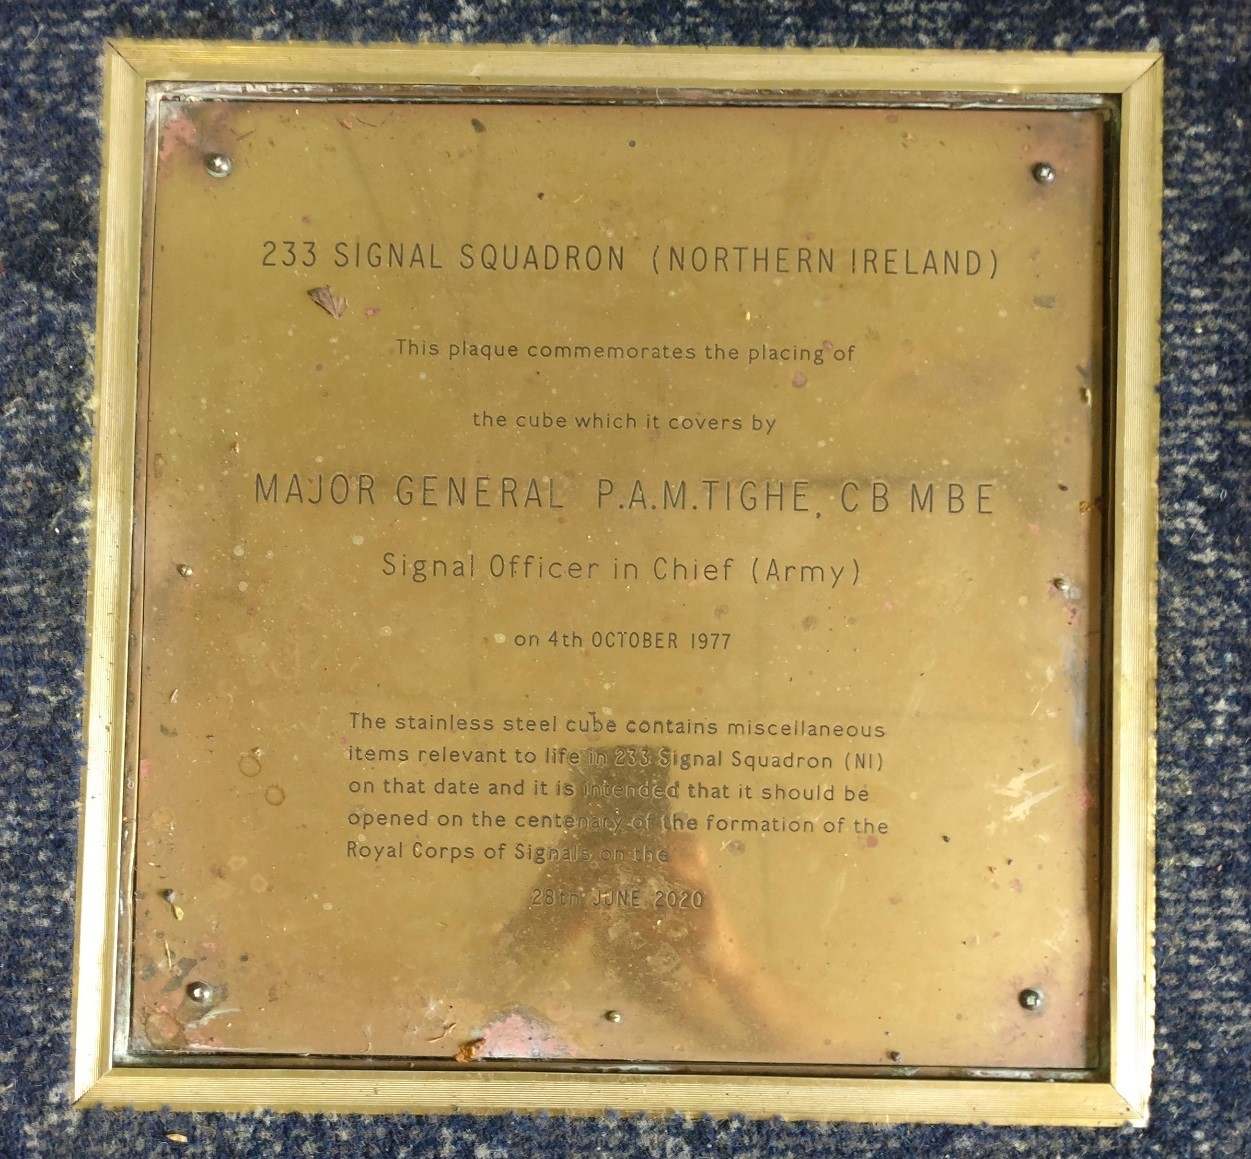 233 SIGNAL SQUADRON (NORTHERN IRELAND)
This plaque commemorates the placing of
the cube which it covers by
MAJOR GENERAL P.A.M.TIGHE, CB MBE
Signal Officer in Chief (Army)
on 4th OCTOBER 1977
The stainless steel cube contains miscellaneous
items relevant to life in 233 Signal Squadron (NI)
on that date and it is intended that it should be
opened on the centenary of the formation of the
Royal Corps of Signals on the
28th JUNE 2020